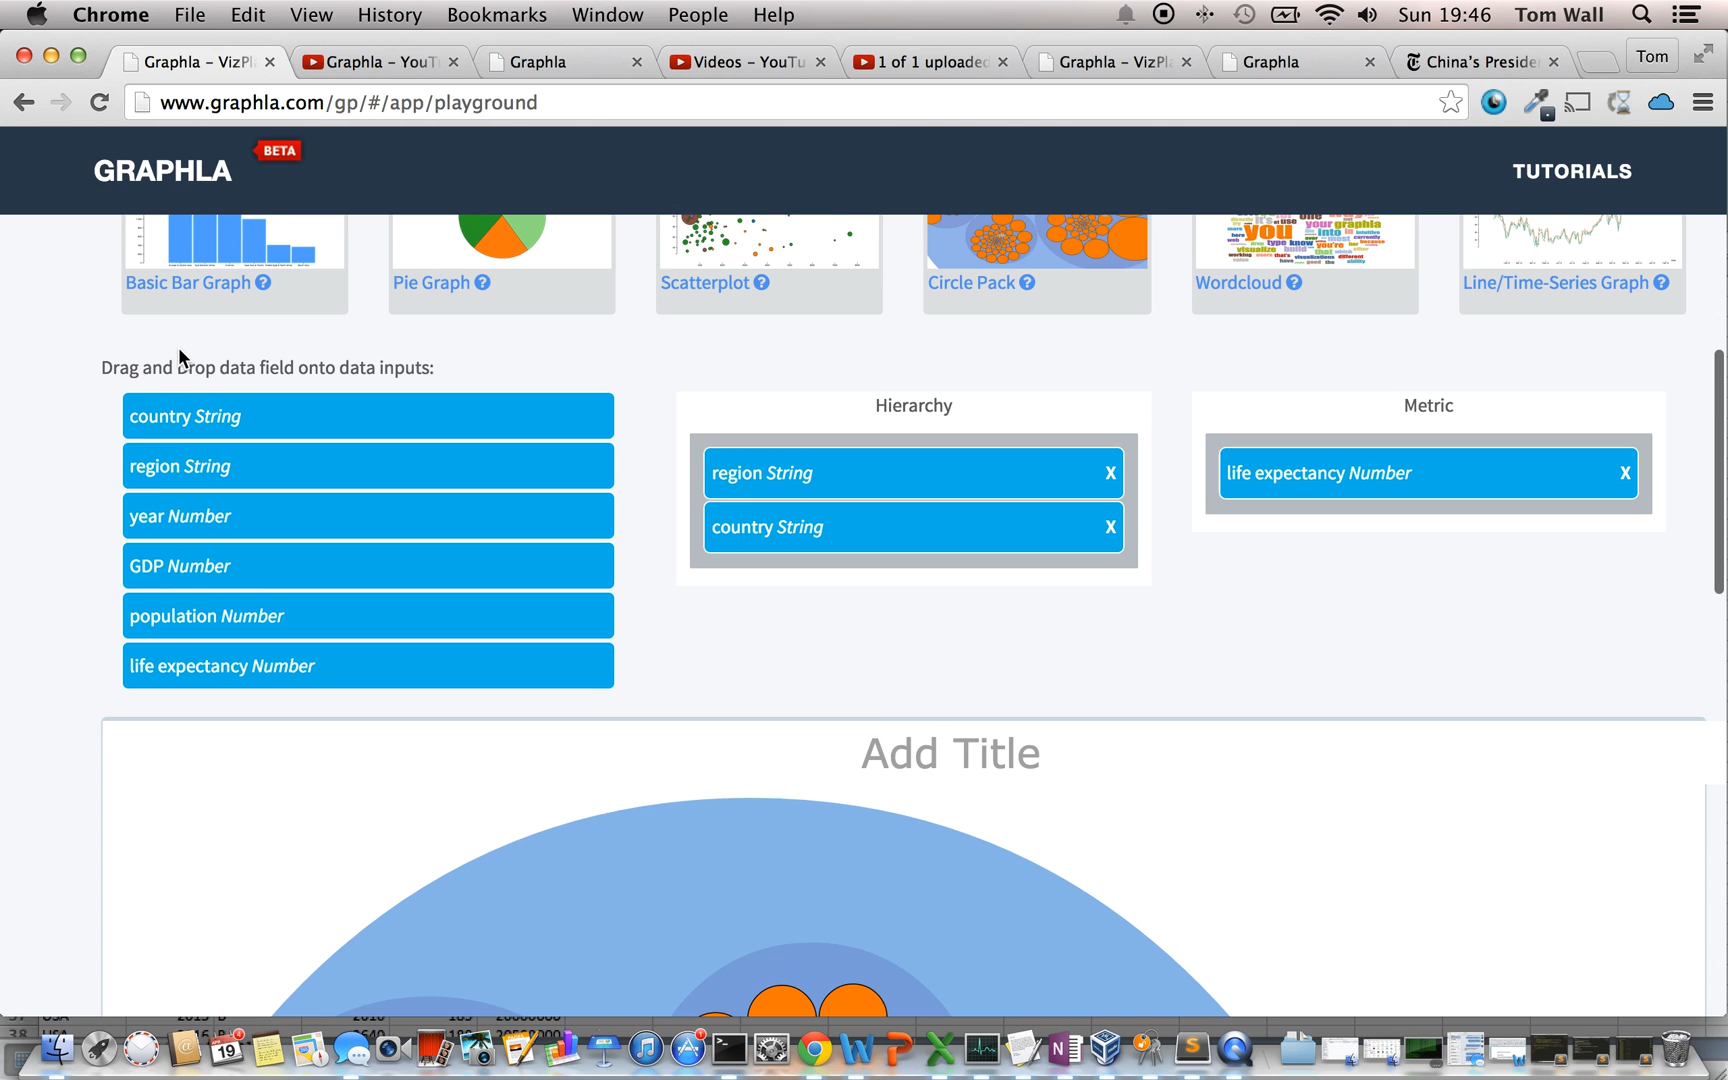 Chrome File Edit View History Bookmarks Window People Help Sun 19:46 Tom Wall
Graphla – VizPl Graphla – YouT Graphla Videos – YouTu 1 of 1 uploaded Graphla – VizPl Graphla China's Preside Tom
www.graphla.com/gp/#/app/playground
GRAPHLA BETA TUTORIALS
Basic Bar Graph ? Pie Graph ? Scatterplot ? Circle Pack ? Wordcloud ? Line/Time-Series Graph ?
Drag and Drop data field onto data inputs:
Hierarchy Metric
country String
region String
year Number
GDP Number
population Number
life expectancy Number
region String X
country String X
life expectancy Number X
Add Title